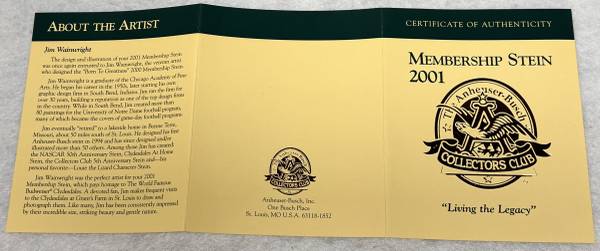 ABOUT THE ARTIST
Jim Wainwright
The design and illustration of your 2001 Membership Stein
was once again entrusted to Jim Wainwright, the veteran artist
who designed the "Born To Greatness" 2000 Membership Stein.
Jim Wainwright is a graduate of the Chicago Academy of Fine
Arts. He began his career in the 1950s, later starting his own
graphic design firm in South Bend, Indiana. Jim ran the firm for
over 30 years, building a reputation as one of the top design firms
in the country. While in South Bend, Jim created more than
80 paintings for the University of Notre Dame football program,
many of which became the covers of game-day football programs.
Jim eventually "retired" to a lakeside home in Bonne Terre,
Missouri, about 50 miles south of St. Louis. He designed his first
Anheuser-Busch stein in 1994 and has since designed and/or
illustrated more than 50 others. Among those Jim has created
the NASCAR 50th Anniversary Stein, Clydesdales At Home
Stein, the Collectors Club 5th Anniversary Stein and—his
personal favorite—Louie the Lizard Character Stein.
Jim Wainwright was the perfect artist for your 2001
Membership Stein, which pays homage to The World Famous
Budweiser® Clydesdales. A devoted fan, Jim makes frequent visits
to the Clydesdales at Grant's Farm in St. Louis to draw and
photograph them. Like many, Jim has been consistently impressed
by their incredible size, striking beauty and gentle nature.
COLLECTORS CLUB
Anheuser-Busch, Inc.
One Busch Place
St. Louis, MO U.S.A. 63118-1852
CERTIFICATE OF AUTHENTICITY
MEMBERSHIP STEIN
2001
The Anheuser-Busch
COLLECTORS CLUB
"Living the Legacy"